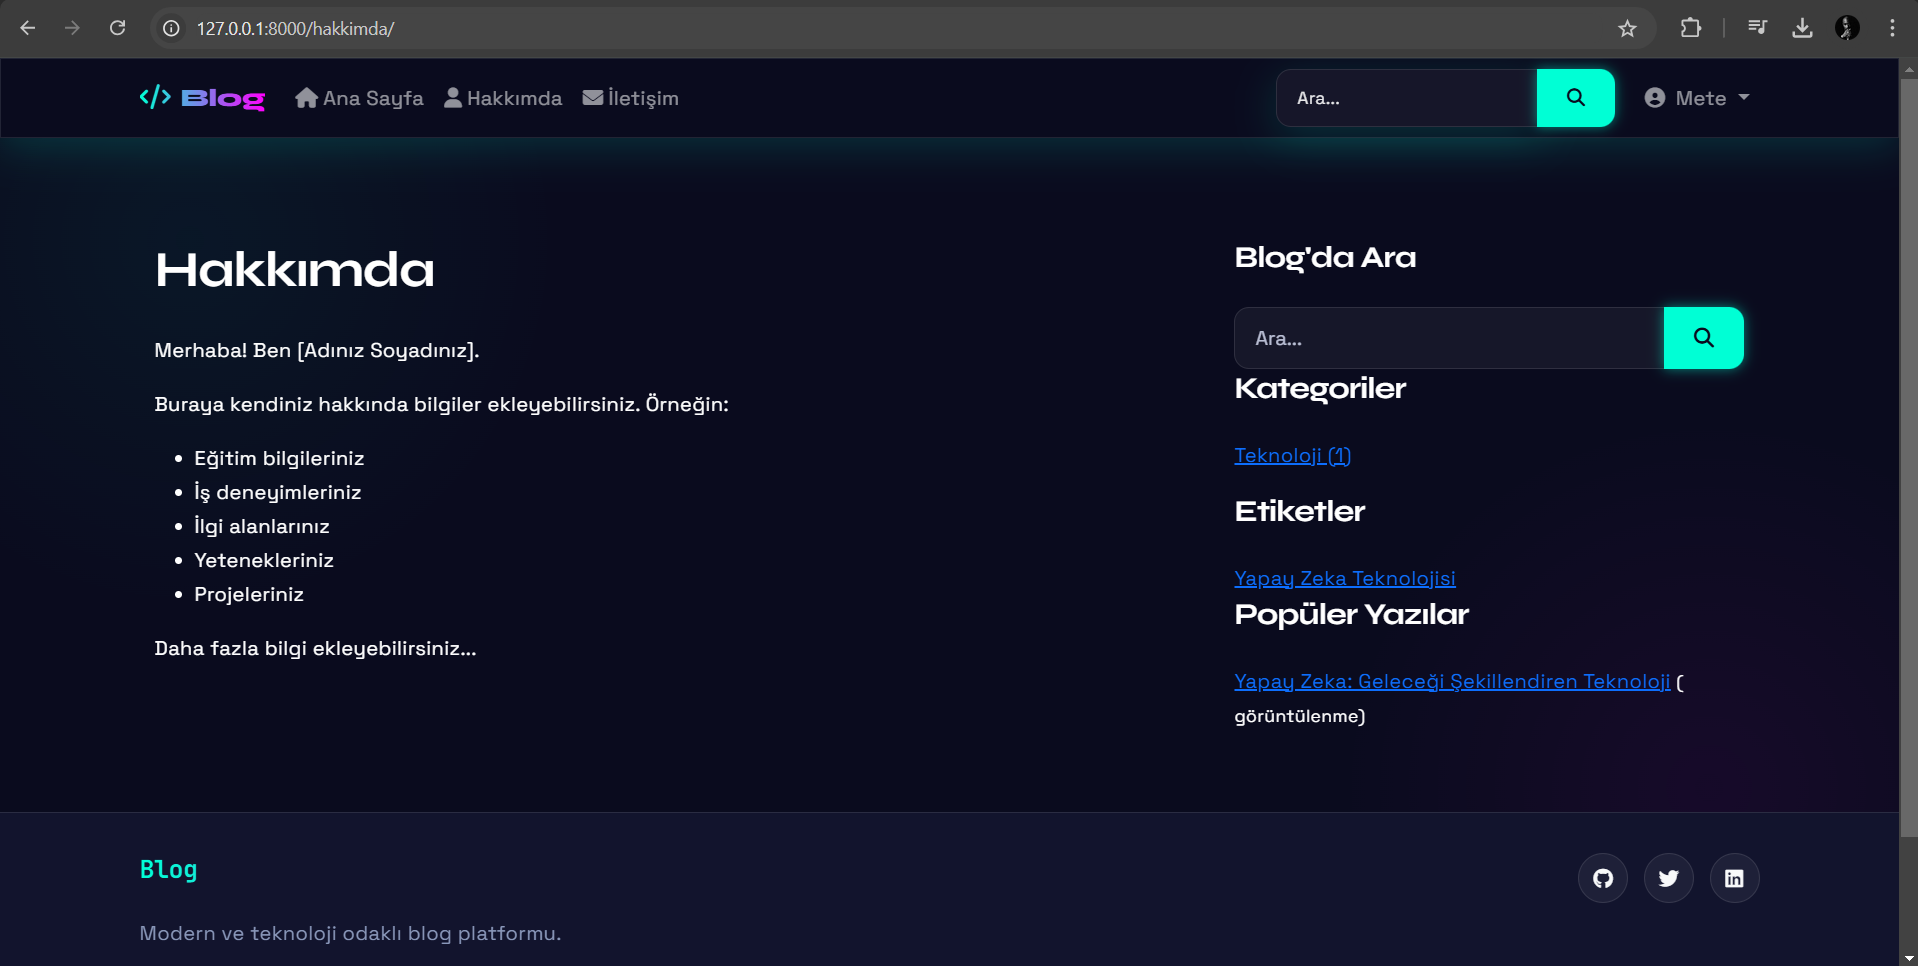 127.0.0.1:8000/hakkimda/
</> Blog
Ana Sayfa
Hakkımda
İletişim
Ara...
Mete
Hakkımda
Merhaba! Ben [Adınız Soyadınız].
Buraya kendiniz hakkında bilgiler ekleyebilirsiniz. Örneğin:
• Eğitim bilgileriniz
• İş deneyimleriniz
• İlgi alanlarınız
• Yetenekleriniz
• Projeleriniz
Daha fazla bilgi ekleyebilirsiniz...
Blog'da Ara
Ara...
Kategoriler
Teknoloji (1)
Etiketler
Yapay Zeka Teknolojisi
Popüler Yazılar
Yapay Zeka: Geleceği Şekillendiren Teknoloji (
görüntülenme)
Blog
Modern ve teknoloji odaklı blog platformu.